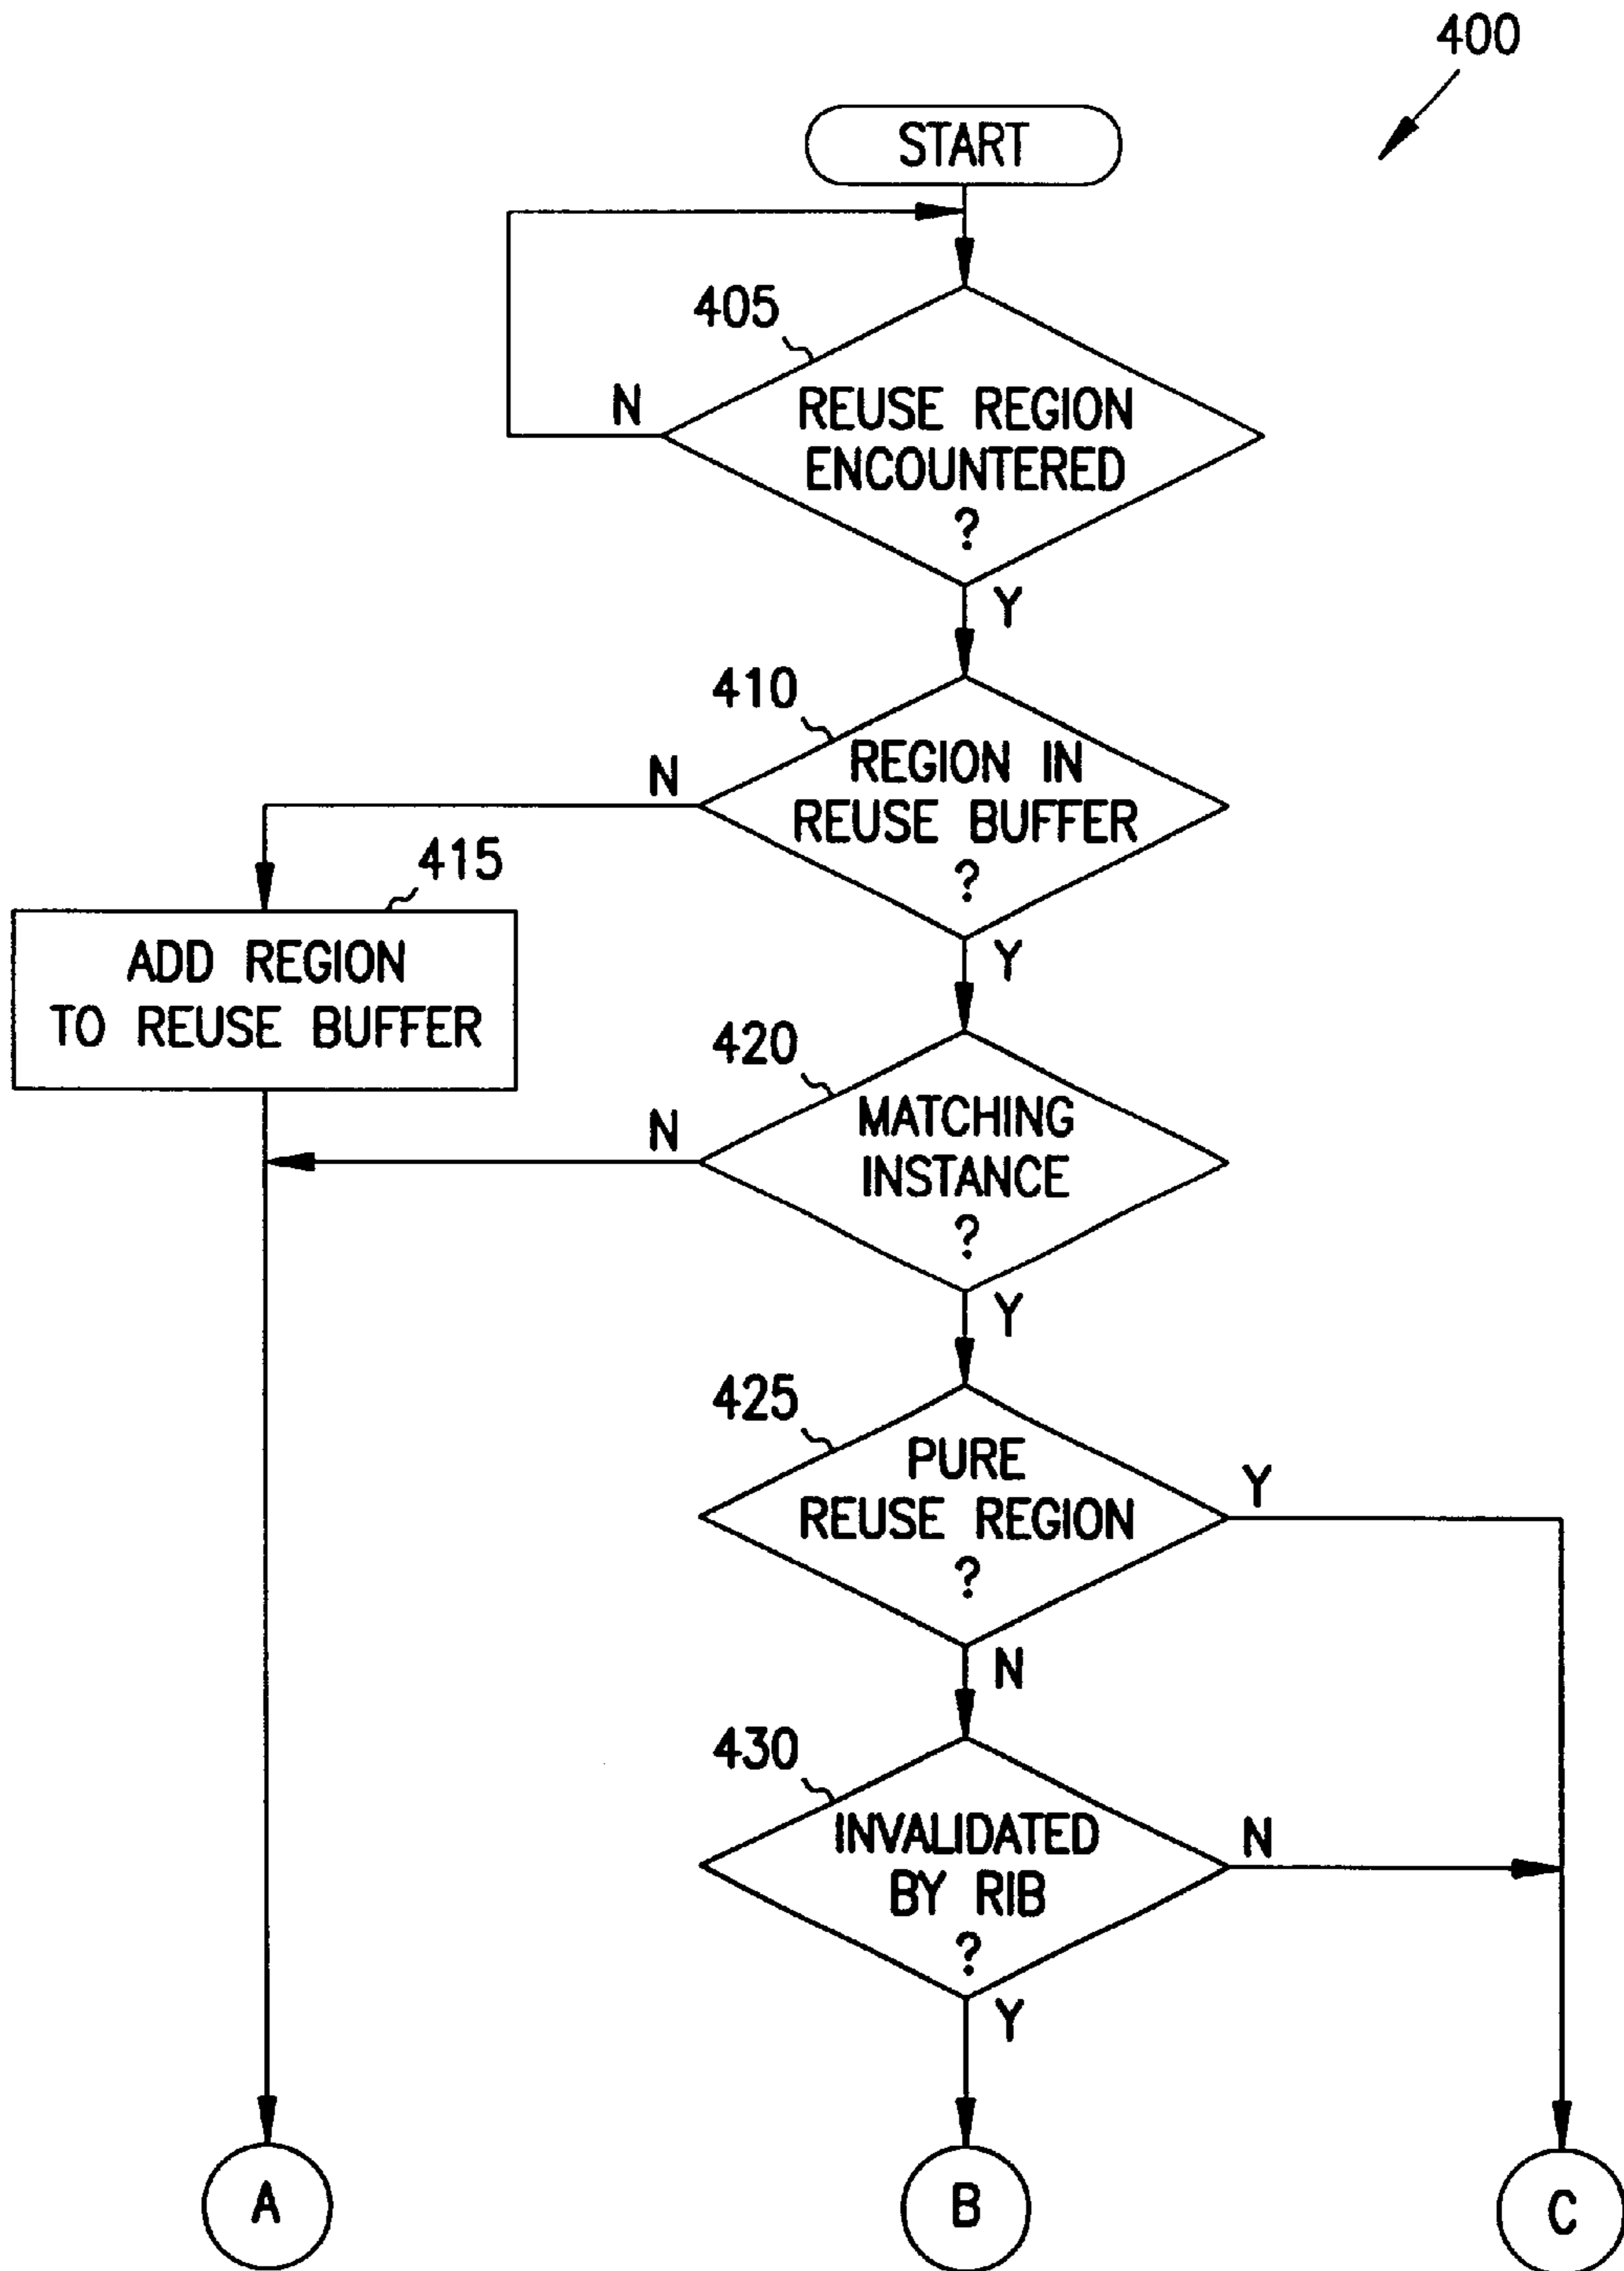 400
START
405
N
REUSE REGION
ENCOUNTERED
?
Y
410
N
REGION IN
REUSE BUFFER
?
Y
415
ADD REGION
TO REUSE BUFFER
420
N
MATCHING
INSTANCE
?
Y
425
PURE
REUSE REGION
?
Y
N
430
INVALIDATED
BY RIB
?
N
Y
A
B
C